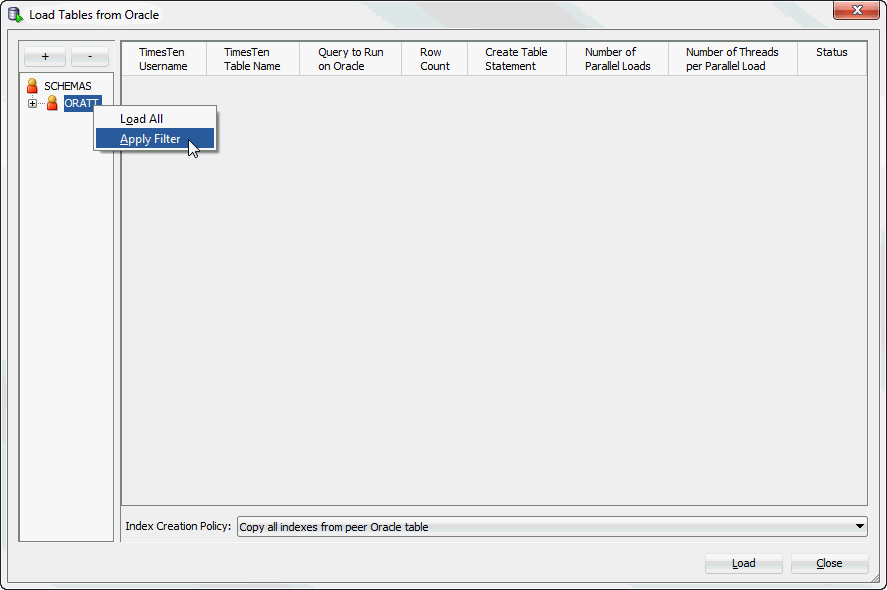 Load Tables from Oracle
+ -
SCHEMAS
ORATT
Load All
Apply Filter
TimesTen Username
TimesTen Table Name
Query to Run on Oracle
Row Count
Create Table Statement
Number of Parallel Loads
Number of Threads per Parallel Load
Status
Index Creation Policy: Copy all indexes from peer Oracle table
Load Close